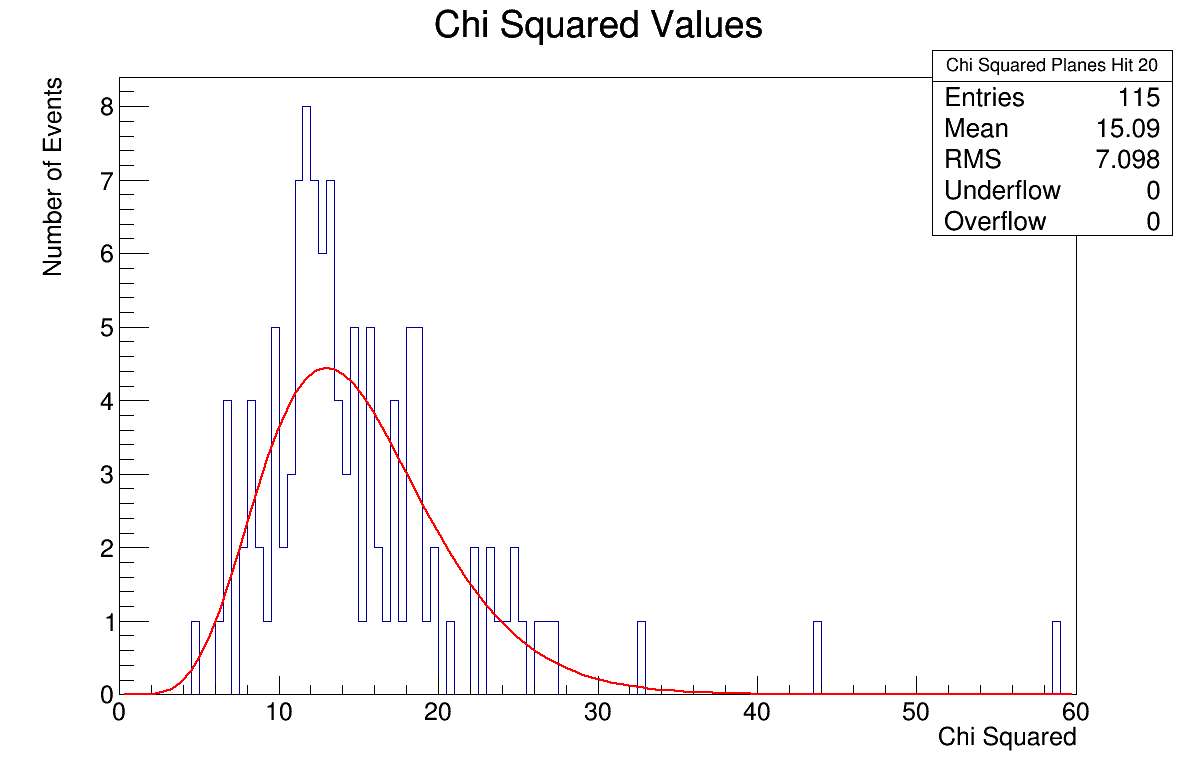 Chi Squared Values
Chi Squared Planes Hit 20
Entries 115
Mean 15.09
RMS 7.098
Underflow 0
Overflow 0
Number of Events
8
7
6
5
4
3
2
1
0
0 10 20 30 40 50 60
Chi Squared